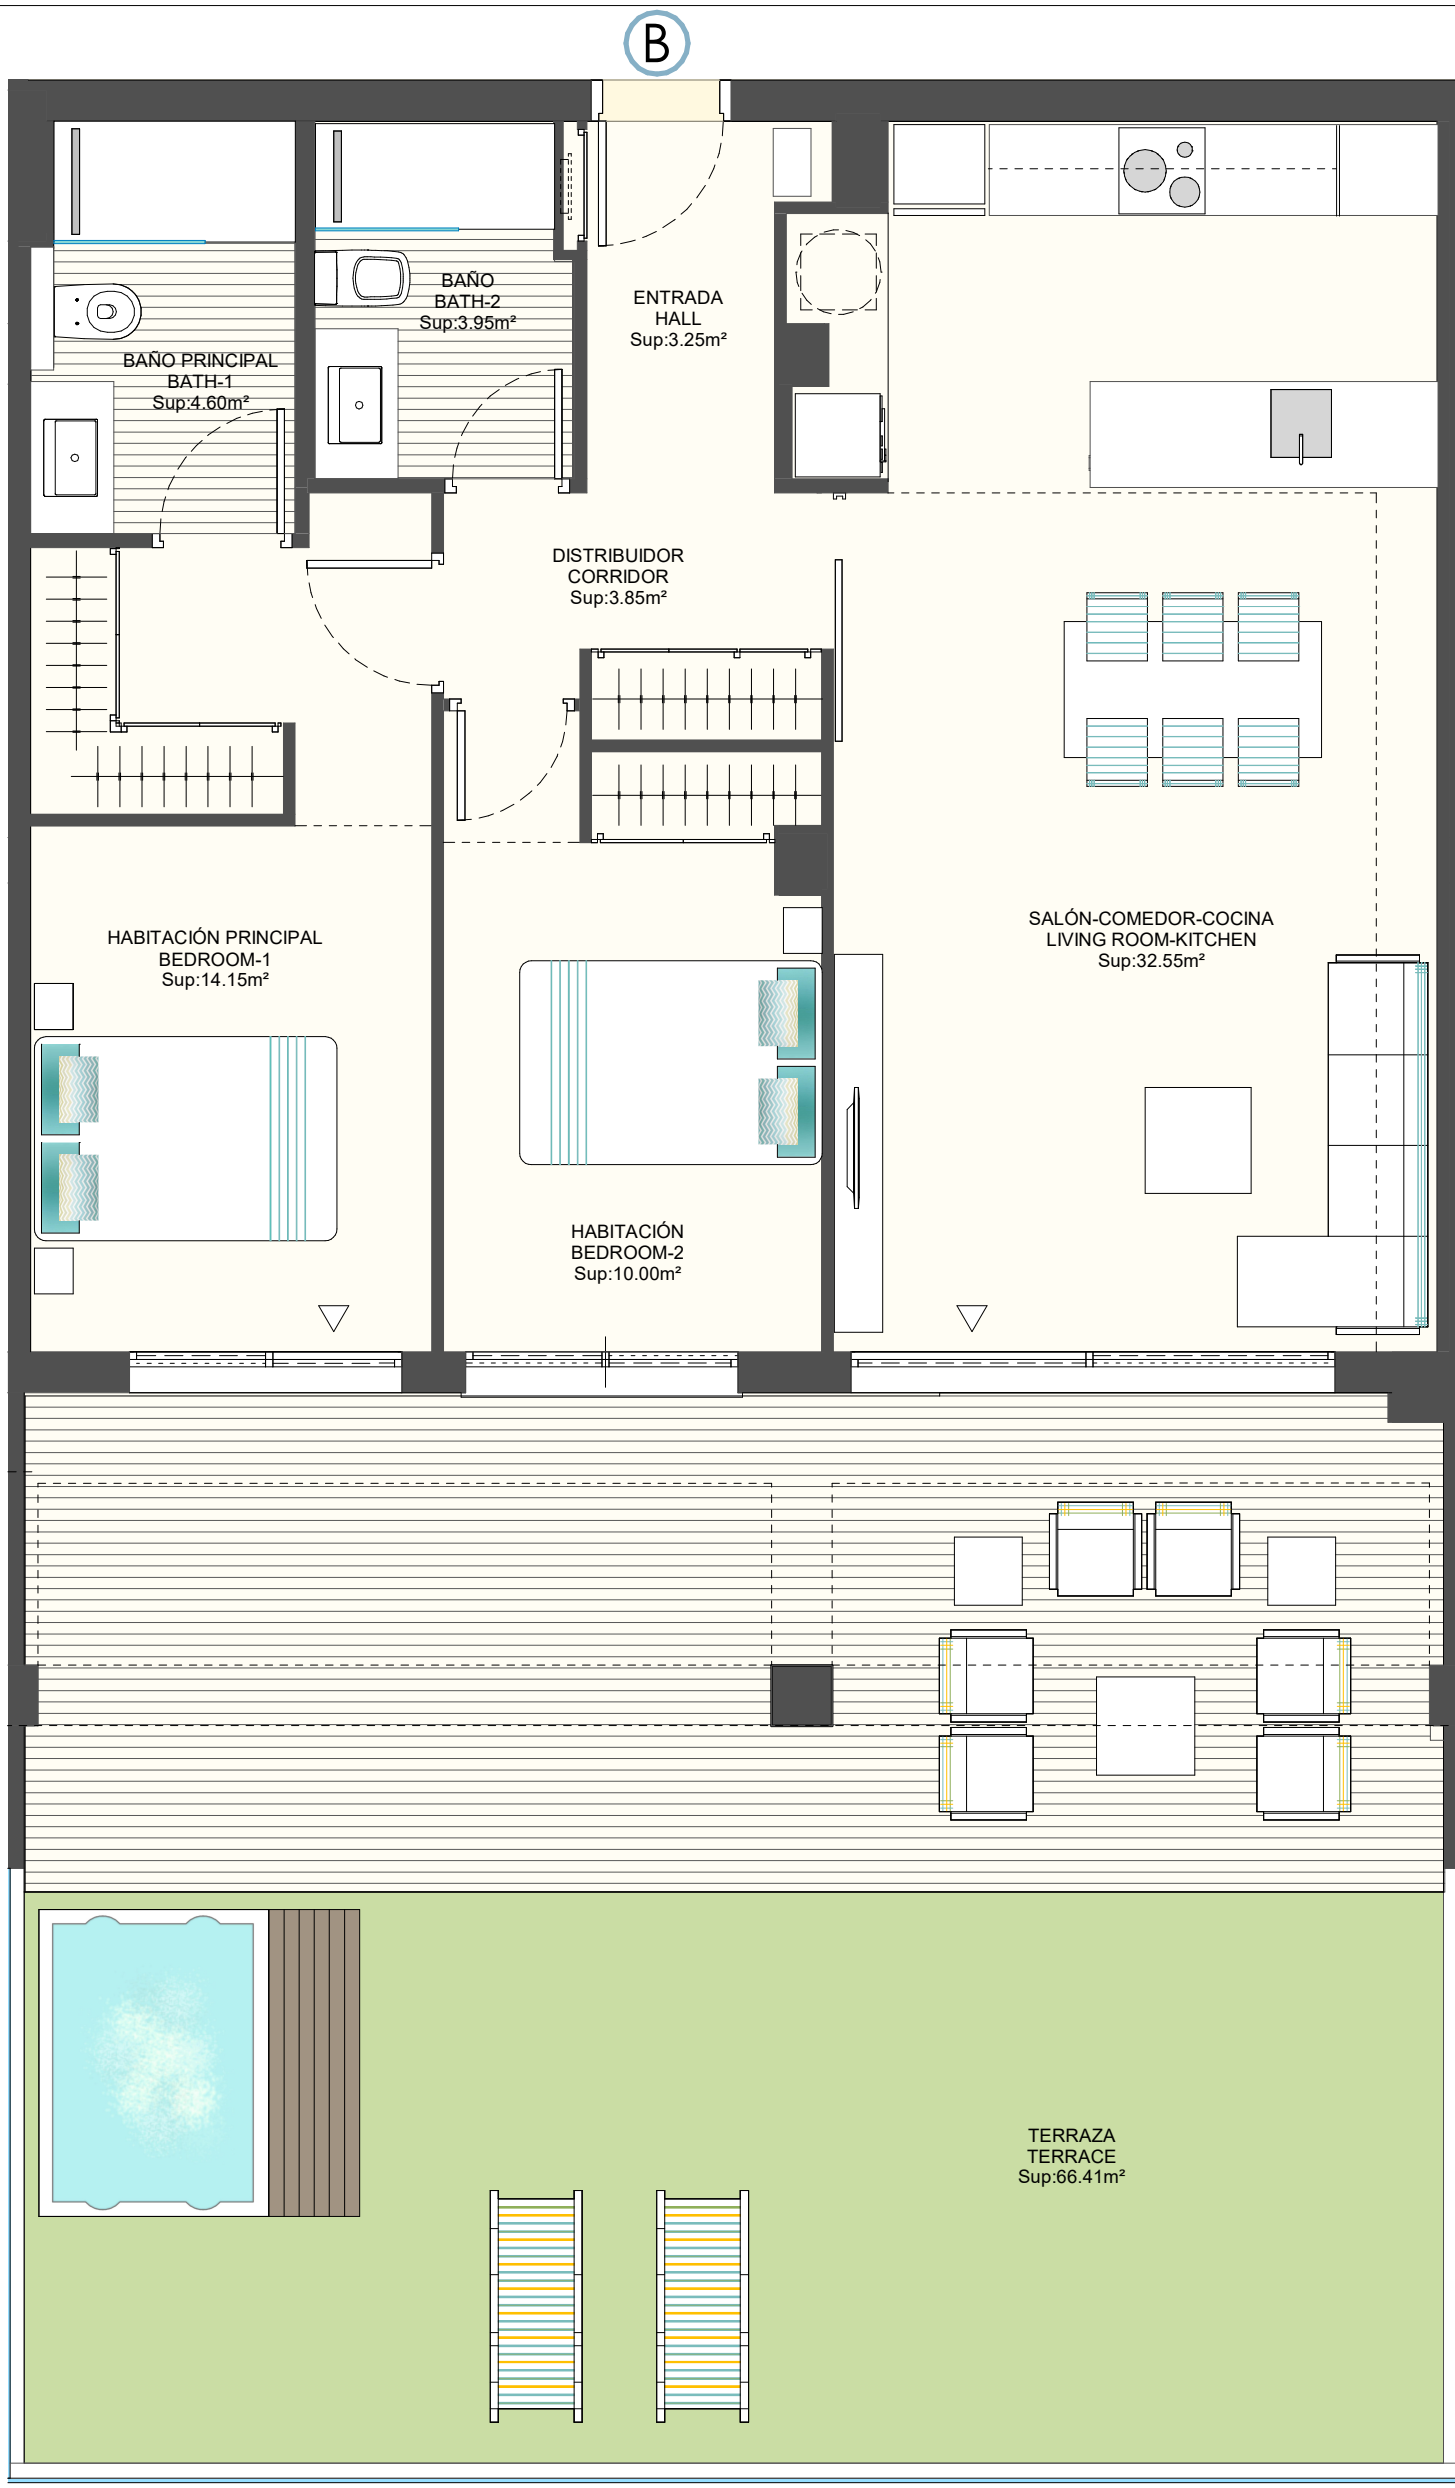 B
BAÑO
BATH-2
Sup:3.95m²
ENTRADA
HALL
Sup:3.25m²
BAÑO PRINCIPAL
BATH-1
Sup:4.60m²
DISTRIBUIDOR
CORRIDOR
Sup:3.85m²
SALÓN-COMEDOR-COCINA
LIVING ROOM-KITCHEN
Sup:32.55m²
HABITACIÓN PRINCIPAL
BEDROOM-1
Sup:14.15m²
HABITACIÓN
BEDROOM-2
Sup:10.00m²
TERRAZA
TERRACE
Sup:66.41m²